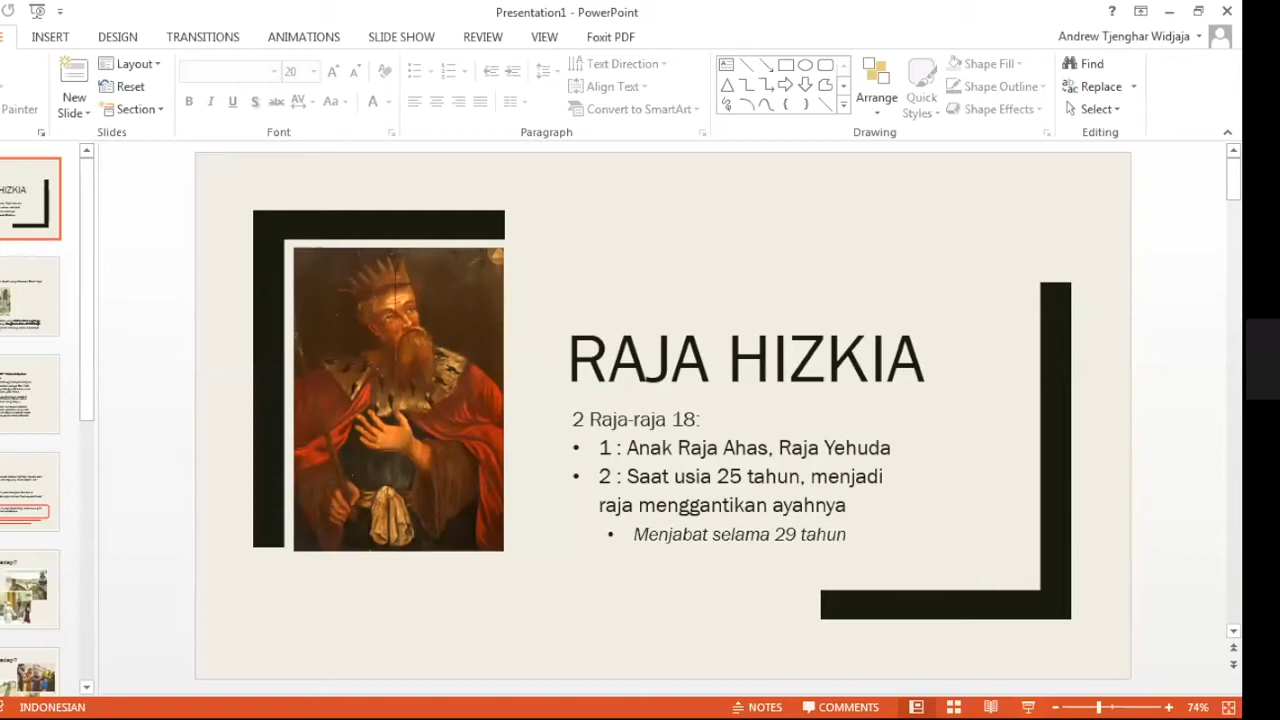 Presentation1 - PowerPoint
INSERT DESIGN TRANSITIONS ANIMATIONS SLIDE SHOW REVIEW VIEW Foxit PDF Andrew Tjenghar Widjaja
Layout
Reset
Section
New
Slide
Painter
20
Text Direction
Align Text
Convert to SmartArt
Arrange
Quick
Styles
Shape Fill
Shape Outline
Shape Effects
Find
Replace
Select
Slides Font Paragraph Drawing Editing
HIZKIA
RAJA HIZKIA
2 Raja-raja 18:
• 1 : Anak Raja Ahas, Raja Yehuda
• 2 : Saat usia 25 tahun, menjadi
raja menggantikan ayahnya
• Menjabat selama 29 tahun
INDONESIAN NOTES COMMENTS 74%